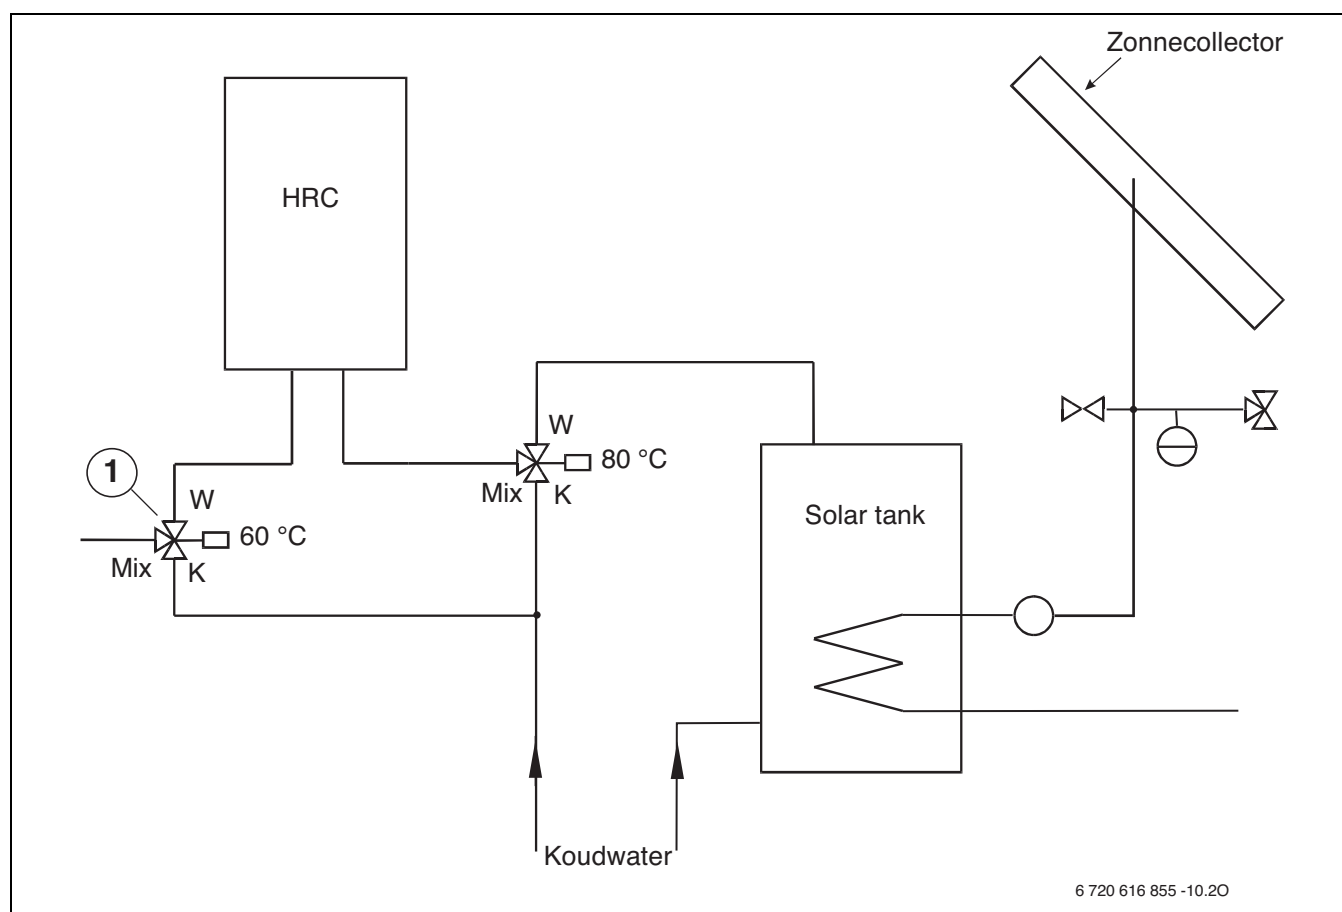 Zonnecollector
HRC
W
80 °C
Mix
K
1
W
60 °C
Mix
K
Solar tank
Koudwater
6 720 616 855 -10.2O